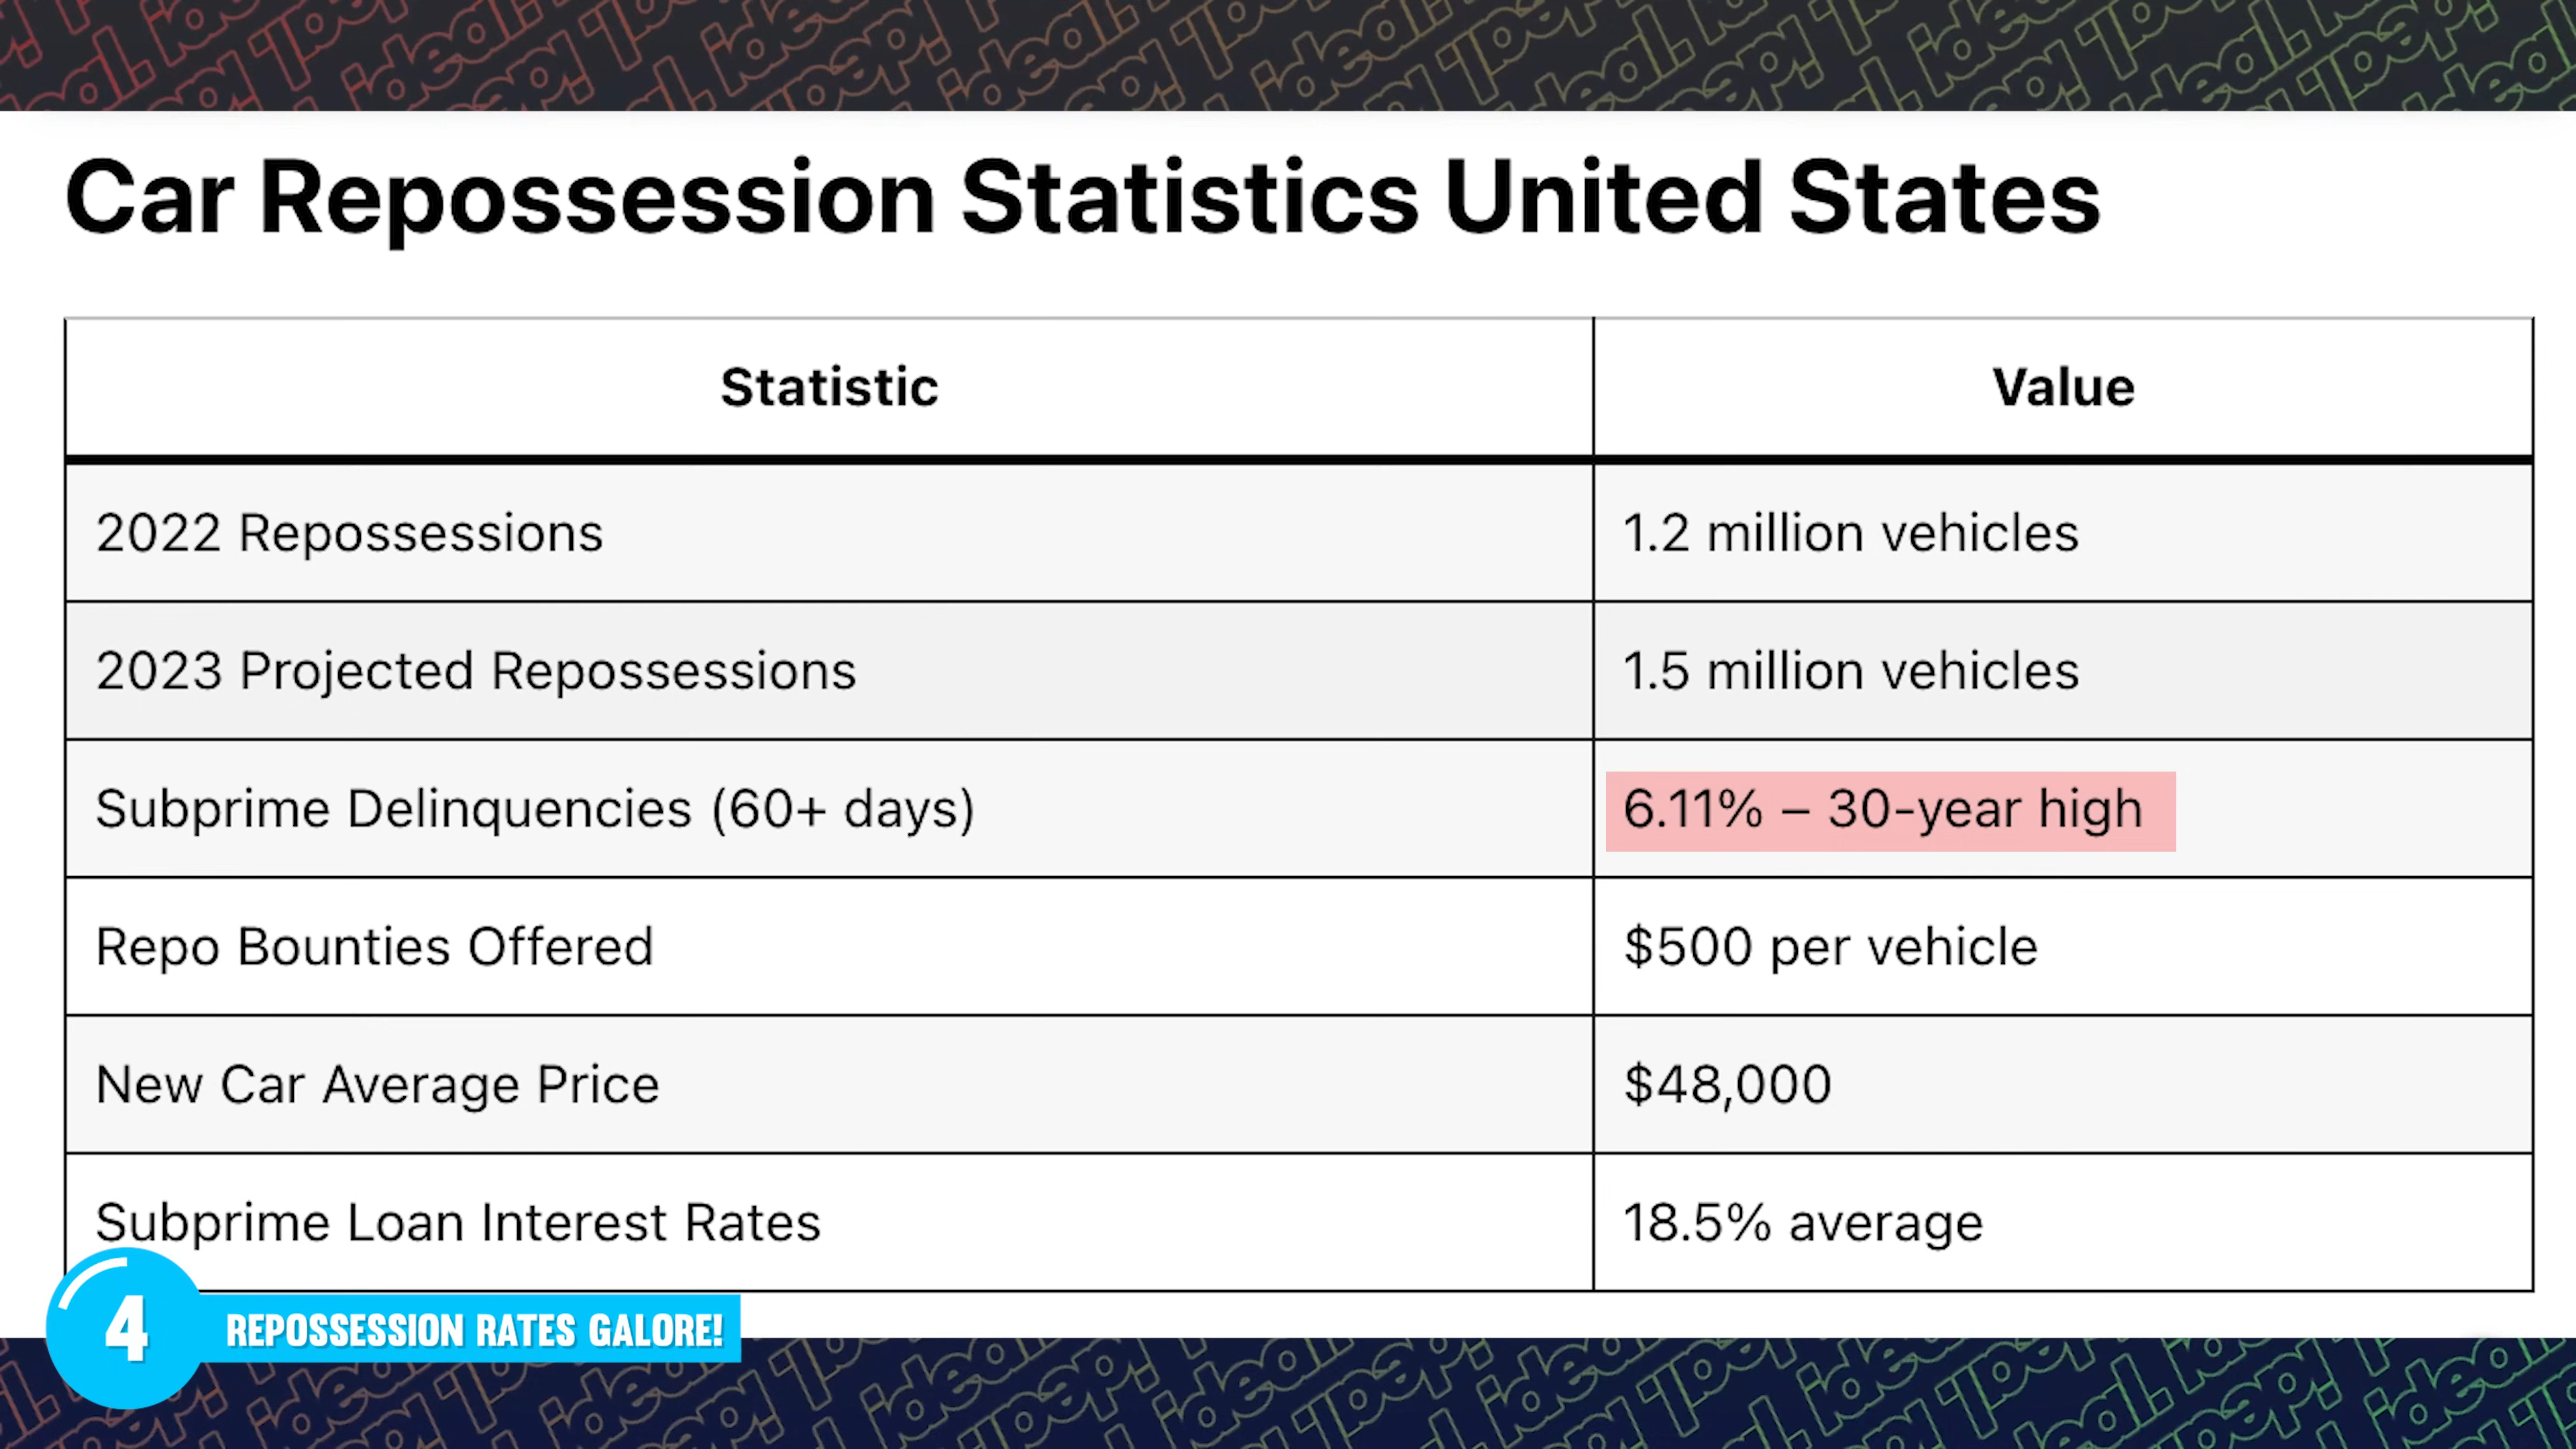 Car Repossession Statistics United States
Statistic Value
2022 Repossessions 1.2 million vehicles
2023 Projected Repossessions 1.5 million vehicles
Subprime Delinquencies (60+ days) 6.11% – 30-year high
Repo Bounties Offered $500 per vehicle
New Car Average Price $48,000
Subprime Loan Interest Rates 18.5% average
4 REPOSSESSION RATES GALORE!